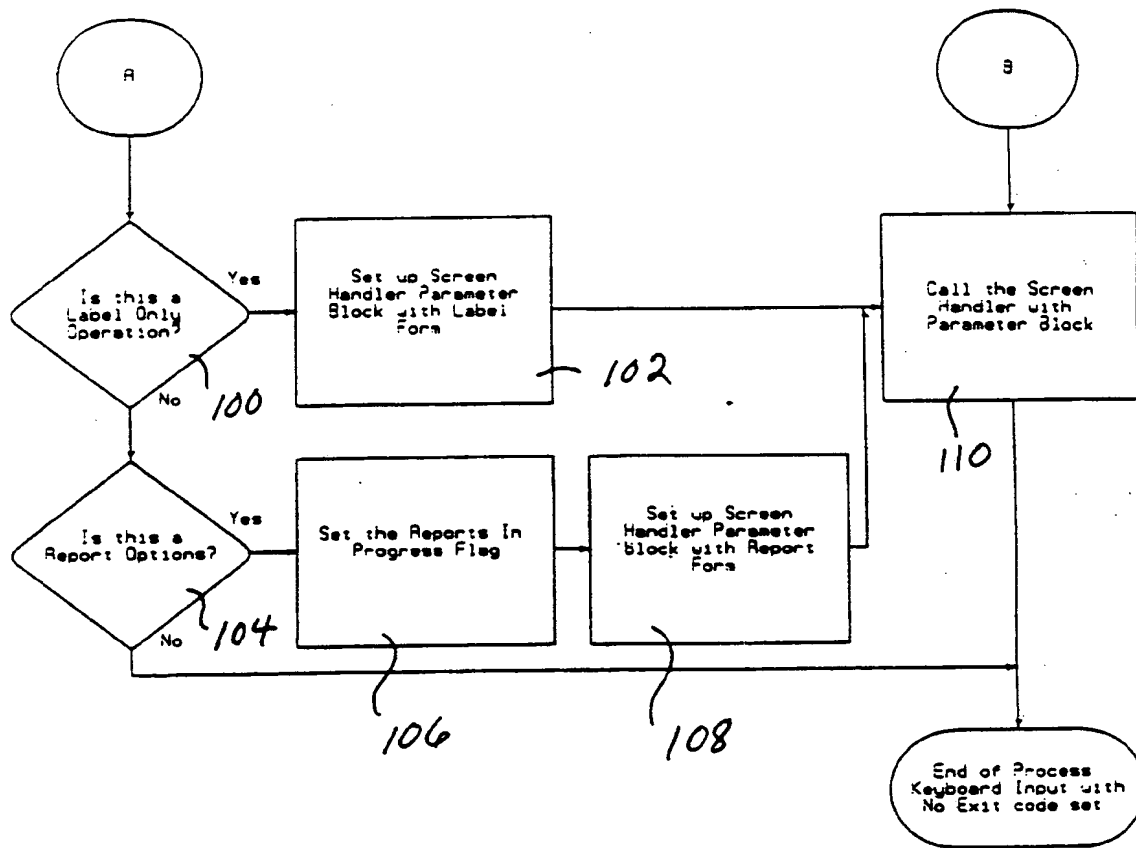 A
B
Is this a
Label Only
Operation?
Yes
No
100
Set up Screen
Handler Parameter
Block with Label
Form
102
Call the Screen
Handler with
Parameter Block
110
Is this a
Report Options?
Yes
No
104
Set the Reports In
Progress Flag
106
Set up Screen
Handler Parameter
Block with Report
Form
108
End of Process
Keyboard Input with
No Exit code set